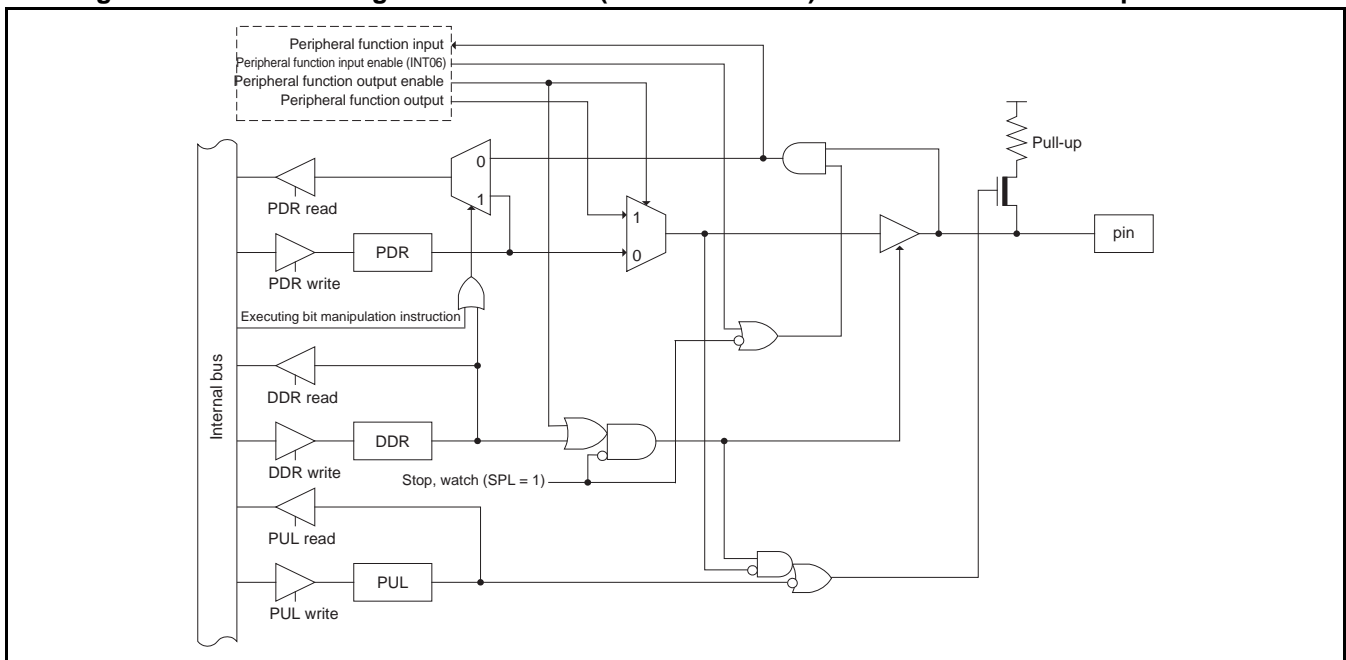 Peripheral function input
Peripheral function input enable (INT06)
Peripheral function output enable
Peripheral function output
Pull-up
0
1
PDR read
1
pin
PDR
0
PDR write
Executing bit manipulation instruction
Internal bus
DDR read
DDR
DDR write
Stop, watch (SPL = 1)
PUL read
PUL
PUL write